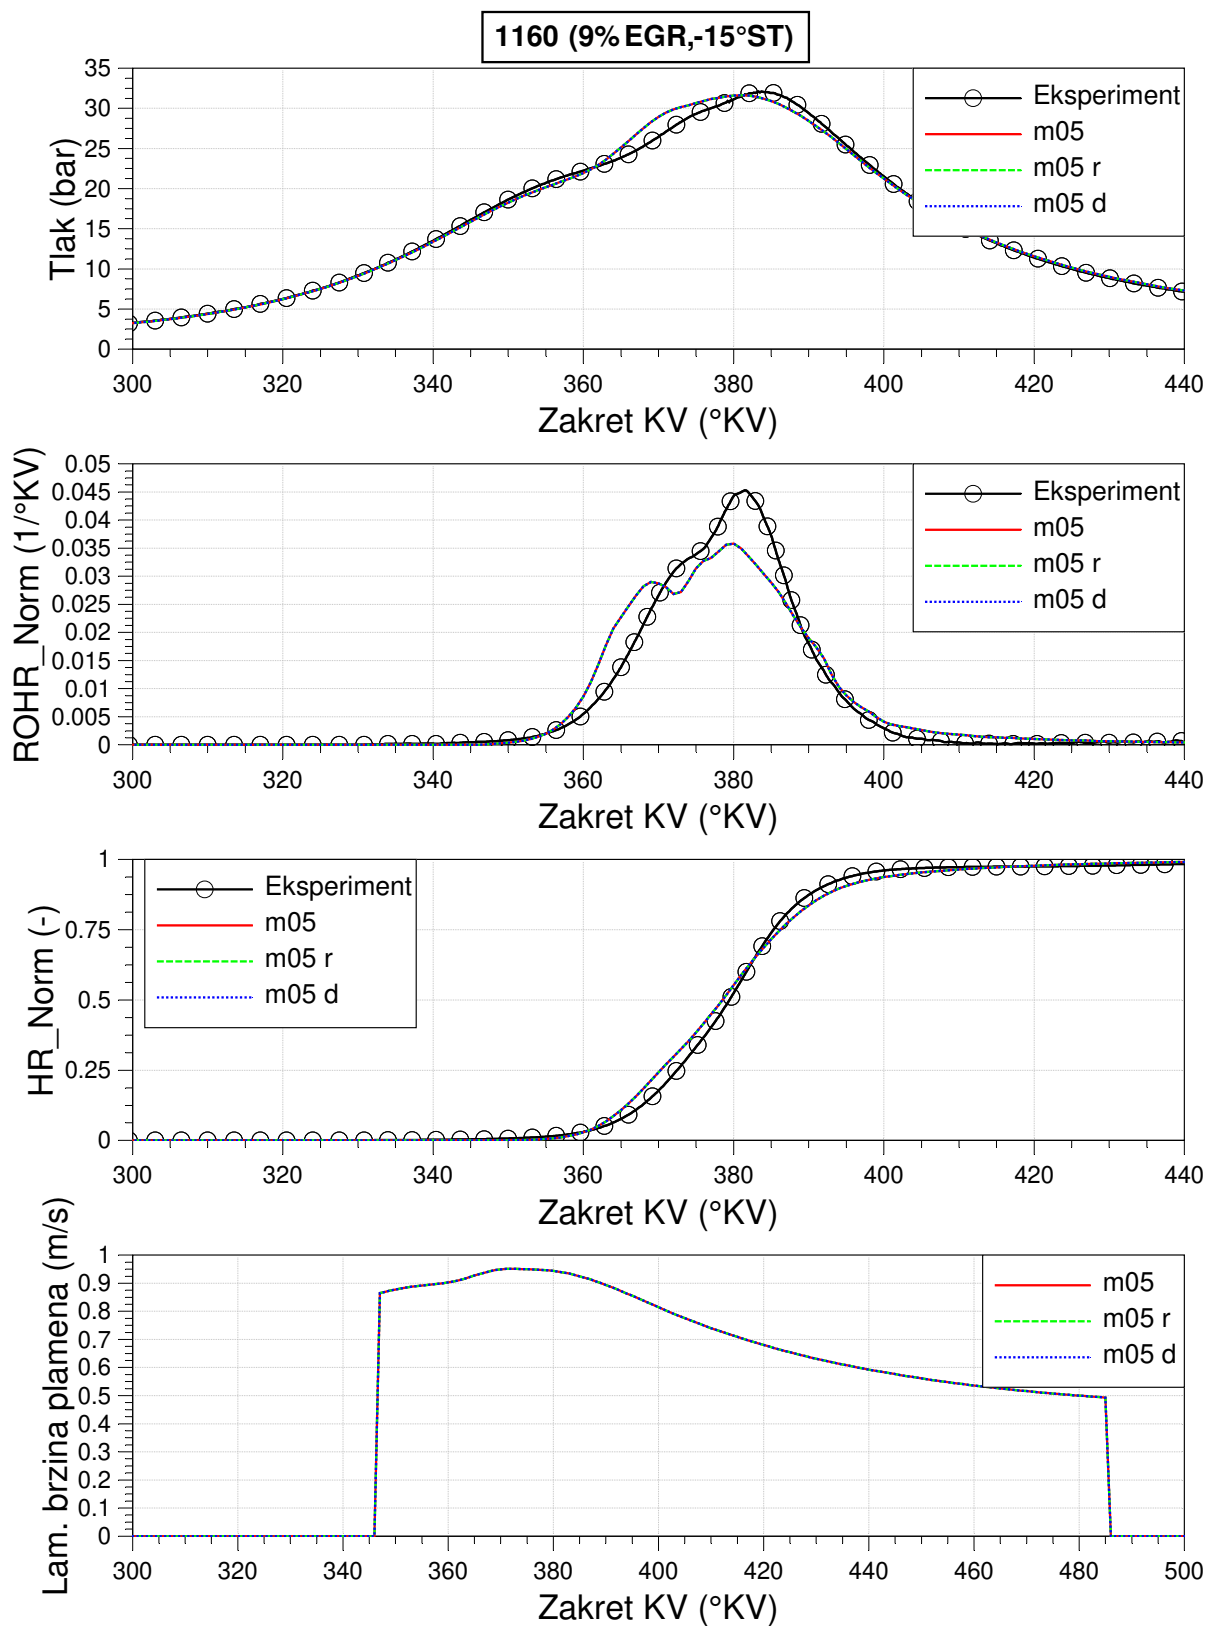 1160 (9% EGR,-15°ST)
Tlak (bar)
35
30
25
20
15
10
5
0
Eksperiment
m05
m05 r
m05 d
300 320 340 360 380 400 420 440
Zakret KV (°KV)
ROHR_Norm (1/°KV)
0.05
0.045
0.04
0.035
0.03
0.025
0.02
0.015
0.01
0.005
0
Eksperiment
m05
m05 r
m05 d
300 320 340 360 380 400 420 440
Zakret KV (°KV)
HR_Norm (-)
1
0.75
0.5
0.25
0
Eksperiment
m05
m05 r
m05 d
300 320 340 360 380 400 420 440
Zakret KV (°KV)
Lam. brzina plamena (m/s)
1
0.9
0.8
0.7
0.6
0.5
0.4
0.3
0.2
0.1
0
m05
m05 r
m05 d
300 320 340 360 380 400 420 440 460 480 500
Zakret KV (°KV)